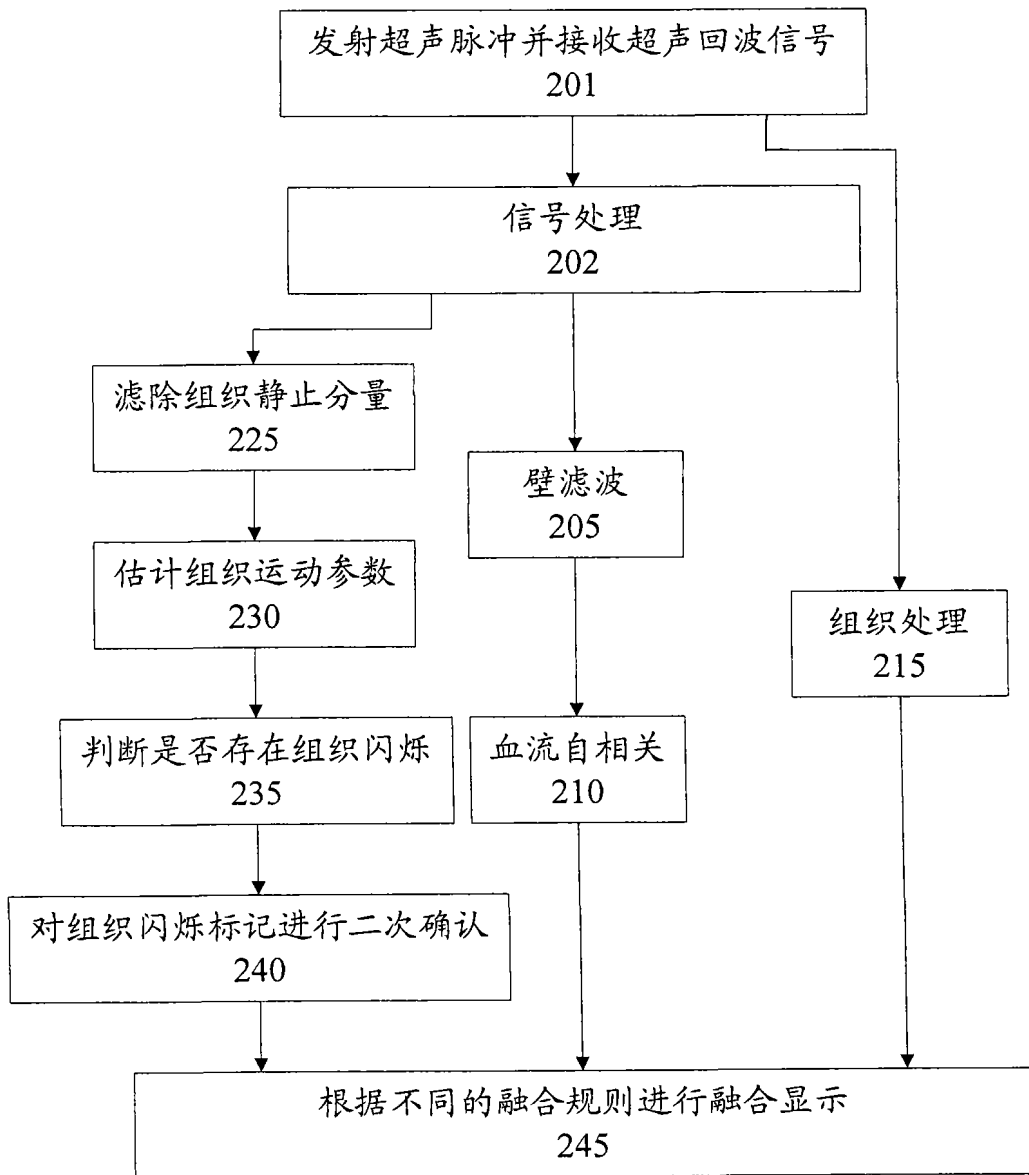 发射超声脉冲并接收超声回波信号
201
信号处理
202
滤除组织静止分量
225
壁滤波
205
估计组织运动参数
230
组织处理
215
判断是否存在组织闪烁
235
血流自相关
210
对组织闪烁标记进行二次确认
240
根据不同的融合规则进行融合显示
245